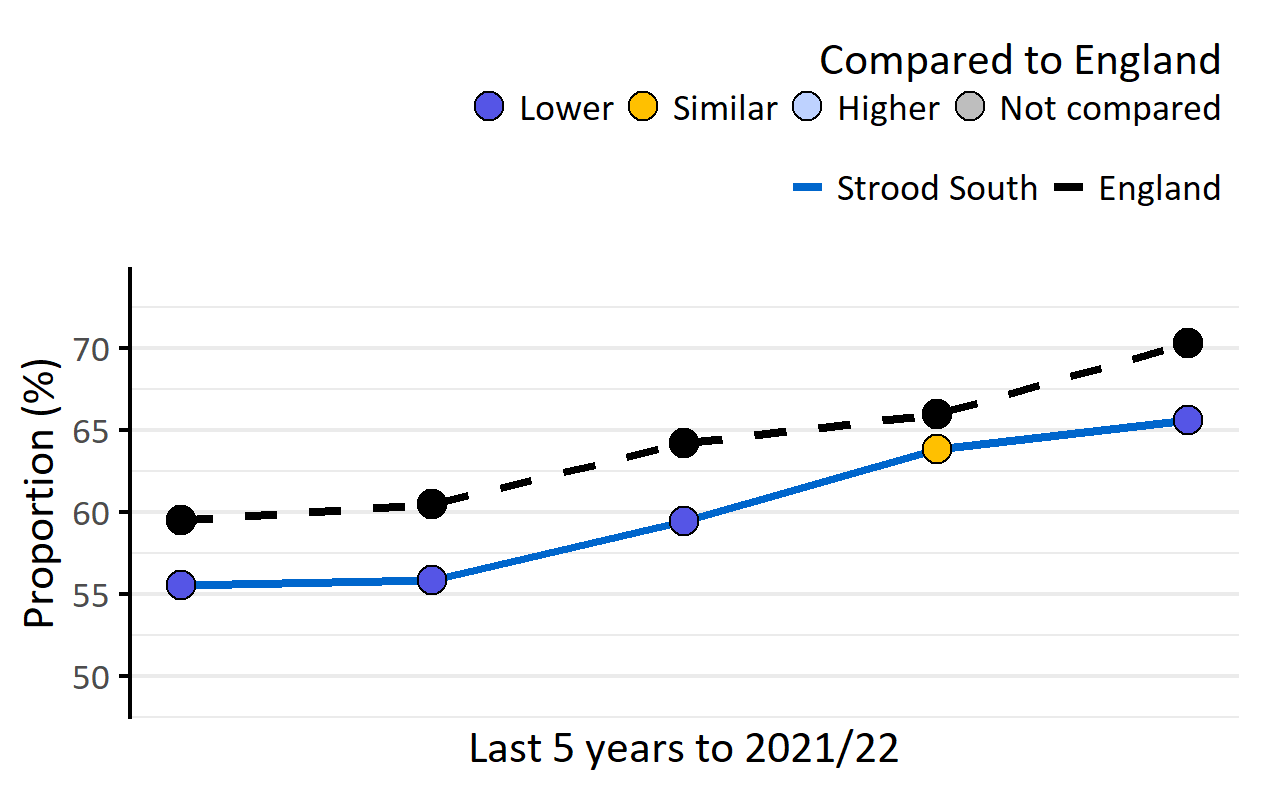 Compared to England
Lower Similar Higher Not compared
Strood South England
Proportion (%)
70
65
60
55
50
Last 5 years to 2021/22